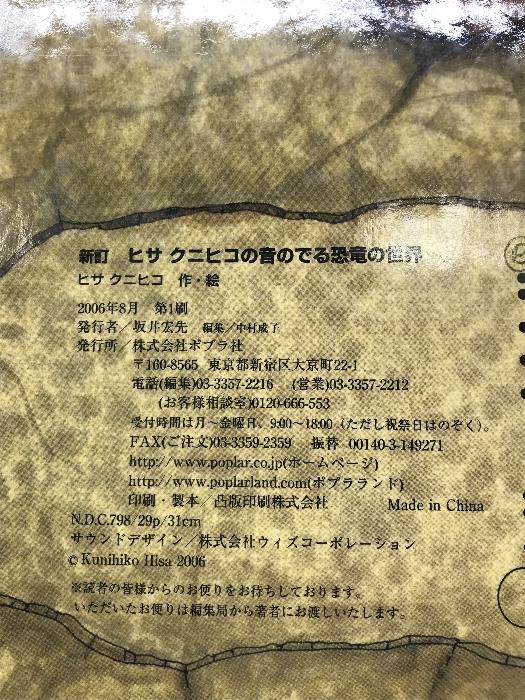 新訂　ヒサ クニヒコの音のでる恐竜の世界
ヒサ クニヒコ　作・絵
2006年8月　第1刷
発行者／坂井宏先　編集／中村成子
発行所／株式会社ポプラ社
〒160-8565　東京都新宿区大京町22-1
電話(編集)03-3357-2216　(営業)03-3357-2212
(お客様相談室)0120-666-553
受付時間は月～金曜日、9:00～18:00（ただし祝祭日はのぞく）。
FAX(ご注文)03-3359-2359　振替　00140-3-149271
http://www.poplar.co.jp(ホームページ)
http://www.poplarland.com(ポプラランド)
印刷・製本／凸版印刷株式会社　Made in China
N.D.C.798/29p/31cm
サウンドデザイン／株式会社ウィズコーポレーション
©Kunihiko Hisa 2006
※読者の皆様からのお便りをお待ちしております。
いただいたお便りは編集局から著者にお渡しいたします。